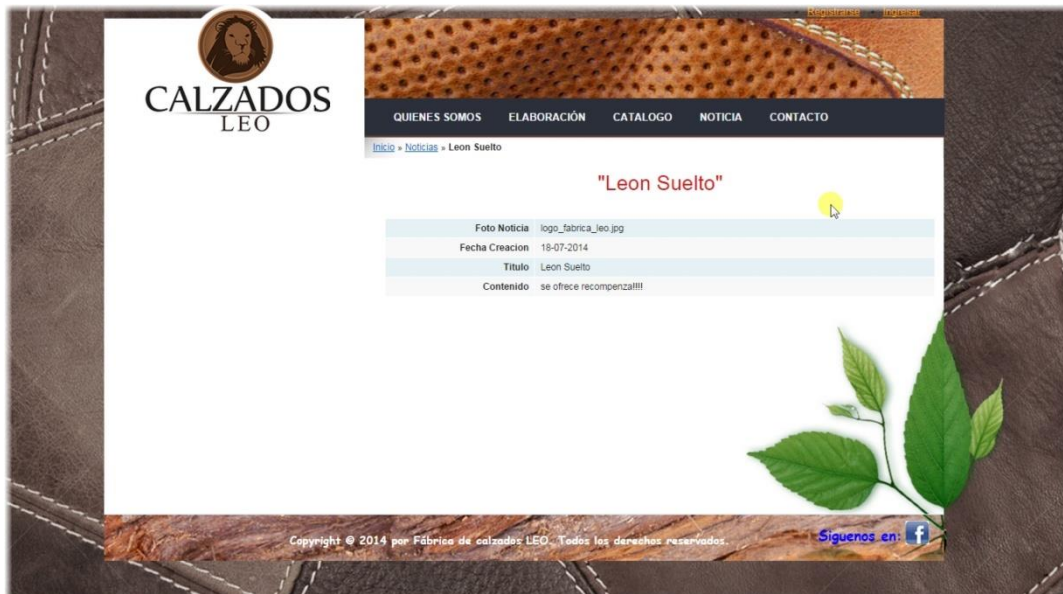 Registrarse Ingresar
CALZADOS
LEO
QUIENES SOMOS ELABORACIÓN CATALOGO NOTICIA CONTACTO
Inicio » Noticias » Leon Suelto
"Leon Suelto"
Foto Noticia logo_fabrica_leo.jpg
Fecha Creacion 18-07-2014
Titulo Leon Suelto
Contenido se ofrece recompenza!!!!
Copyright © 2014 por Fábrica de calzados LEO. Todos los derechos reservados.
Siguenos en: f